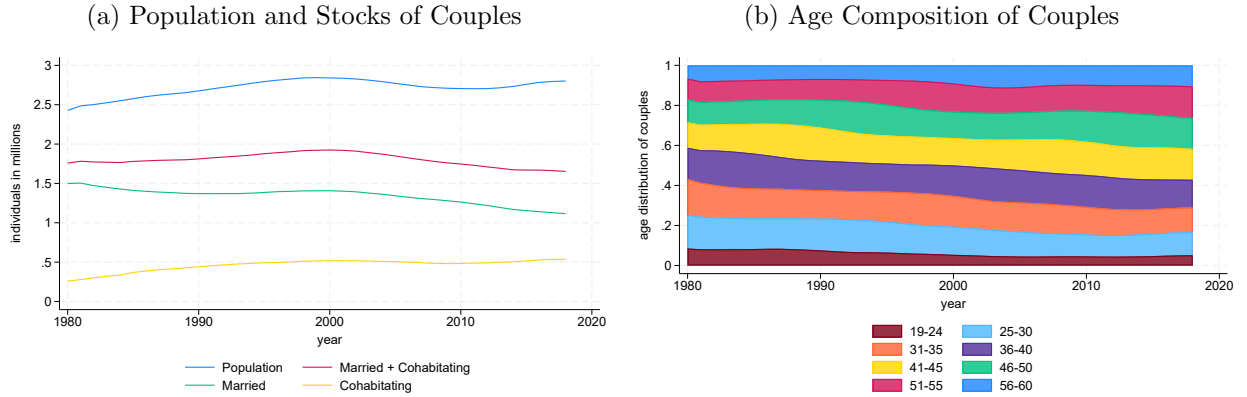 (a) Population and Stocks of Couples
individuals in millions
3
2.5
2
1.5
1
.5
0
1980 1990 2000 2010 2020
year
Population Married + Cohabitating
Married Cohabitating
(b) Age Composition of Couples
age distribution of couples
1
.8
.6
.4
.2
0
1980 1990 2000 2010 2020
year
19-24 25-30
31-35 36-40
41-45 46-50
51-55 56-60